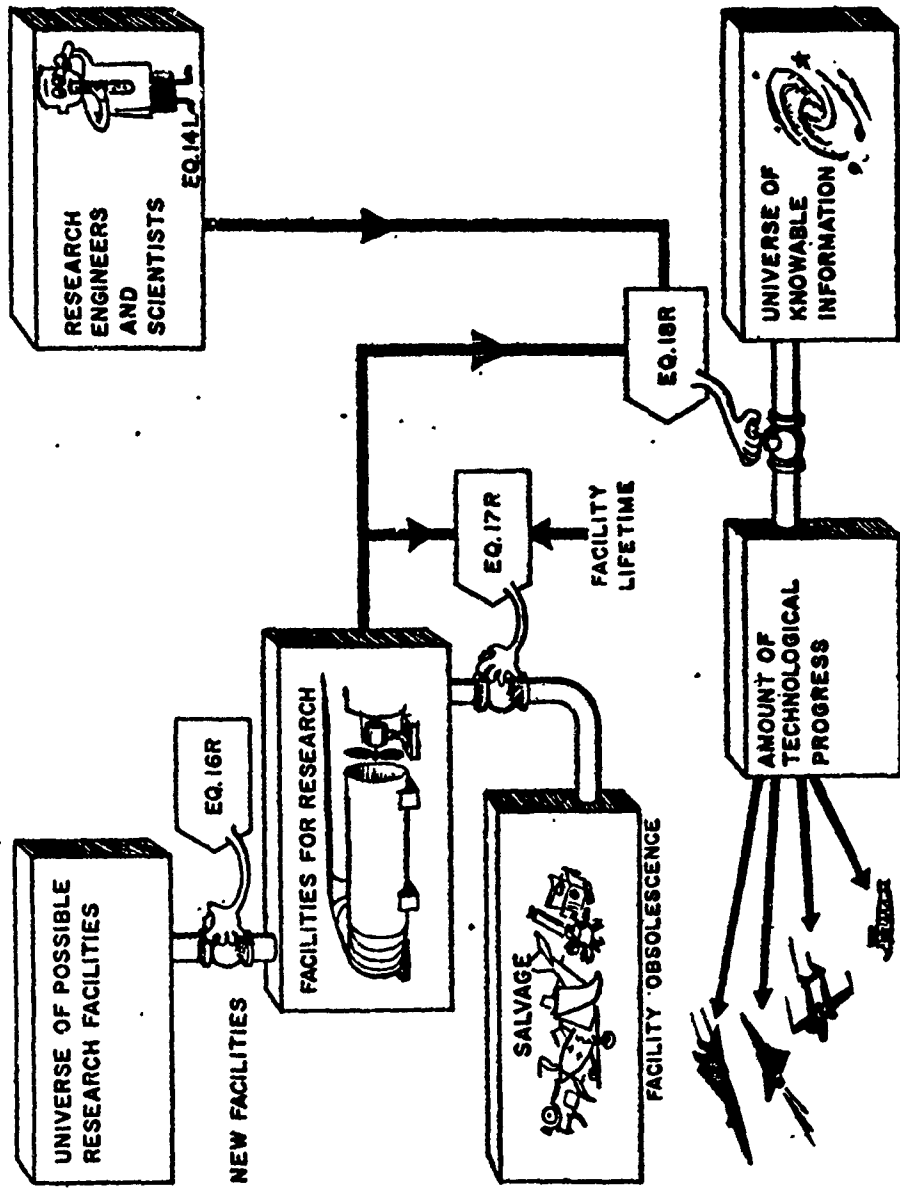 UNIVERSE OF POSSIBLE
RESEARCH FACILITIES
NEW FACILITIES
EQ.16R
FACILITIES FOR RESEARCH
RESEARCH
ENGINEERS
AND
SCIENTISTS
EQ.14L
SALVAGE
FACILITY OBSOLESCENCE
EQ.17R
FACILITY
LIFETIME
EQ.18R
AMOUNT OF
TECHNOLOGICAL
PROGRESS
UNIVERSE OF
KNOWABLE
INFORMATION